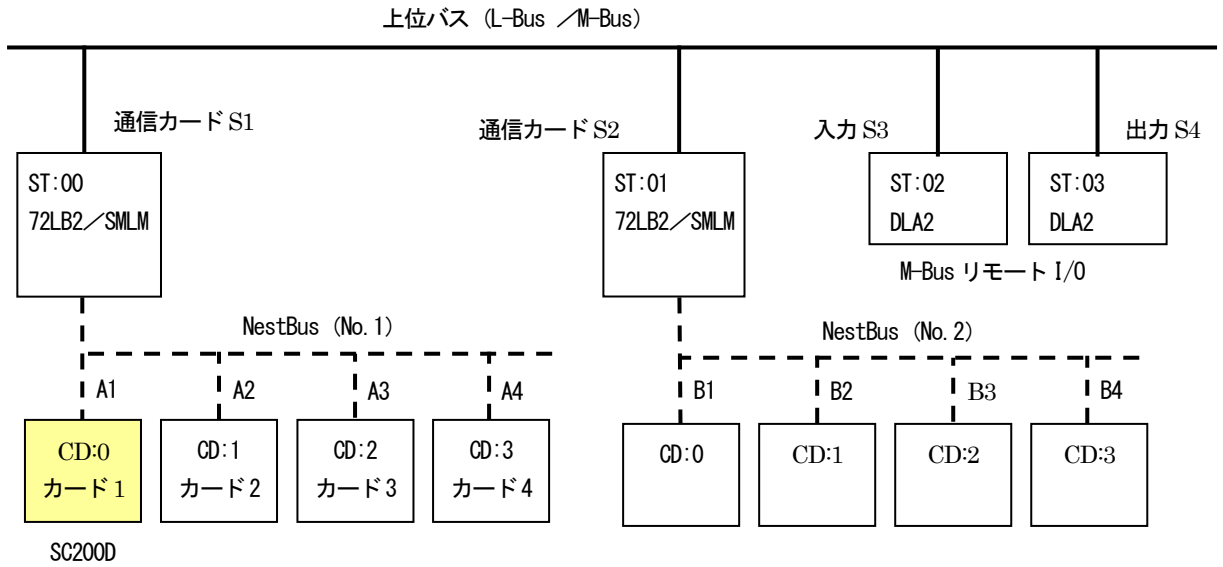 上位バス (L-Bus ／M-Bus)
通信カード S1
通信カード S2
入力 S3
出力 S4
ST:00
72LB2／SMLM
ST:01
72LB2／SMLM
ST:02
DLA2
ST:03
DLA2
M-Bus リモート I/O
NestBus (No.1)
NestBus (No.2)
A1
A2
A3
A4
B1
B2
B3
B4
CD:0
カード 1
CD:1
カード 2
CD:2
カード 3
CD:3
カード 4
CD:0
CD:1
CD:2
CD:3
SC200D